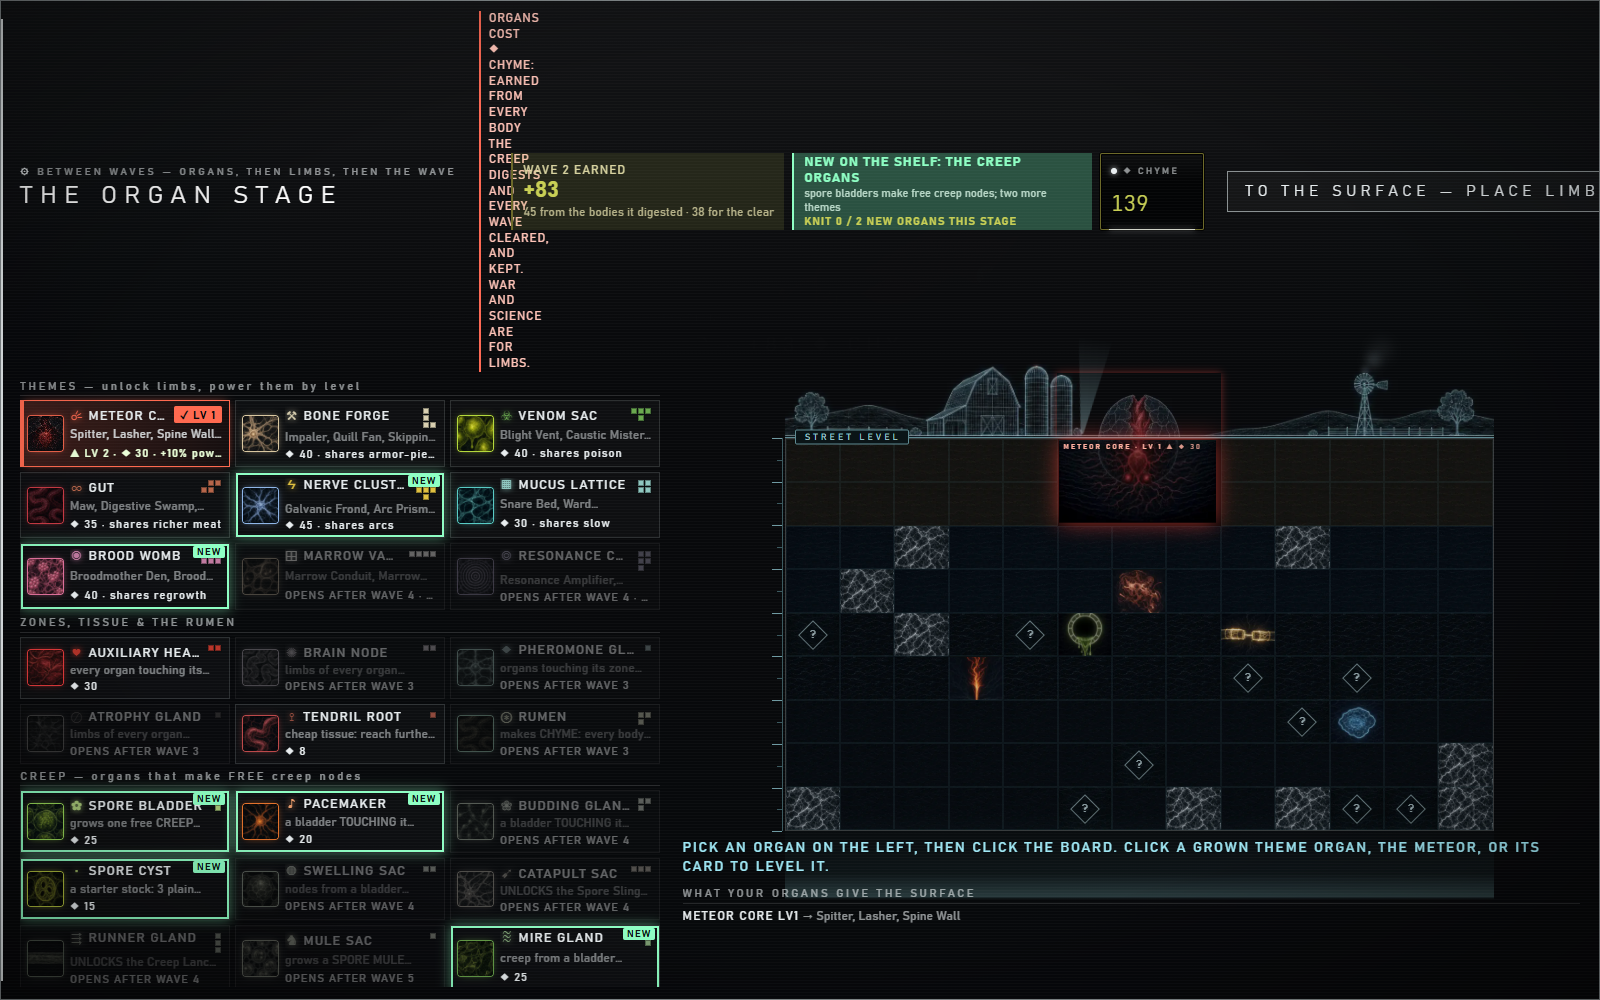 ⚙ BETWEEN WAVES — ORGANS, THEN LIMBS, THEN THE WAVE
THE ORGAN STAGE
ORGANS
COST
◆
CHYME:
EARNED
FROM
EVERY
BODY
THE
CREEP
DIGESTS
AND
EVERY
WAVE
CLEARED,
AND
KEPT.
WAR
AND
SCIENCE
ARE
FOR
LIMBS.
WAVE 2 EARNED
+83
45 from the bodies it digested · 38 for the clear
NEW ON THE SHELF: THE CREEP
ORGANS
spore bladders make free creep nodes; two more
themes
KNIT 0 / 2 NEW ORGANS THIS STAGE
◆ CHYME
139
TO THE SURFACE — PLACE LIMB
THEMES — unlock limbs, power them by level
METEOR C... ✓ LV 1
Spitter, Lasher, Spine Wall...
▲ LV 2 · ◆ 30 · +10% pow...
BONE FORGE
Impaler, Quill Fan, Skippin...
◆ 40 · shares armor-pie...
VENOM SAC
Blight Vent, Caustic Mister...
◆ 40 · shares poison
GUT
Maw, Digestive Swamp,...
◆ 35 · shares richer meat
NERVE CLUST... NEW
Galvanic Frond, Arc Prism...
◆ 45 · shares arcs
MUCUS LATTICE
Snare Bed, Ward...
◆ 30 · shares slow
BROOD WOMB NEW
Broodmother Den, Brood...
◆ 40 · shares regrowth
MARROW VA...
Marrow Conduit, Marrow...
OPENS AFTER WAVE 4 · ...
RESONANCE C...
Resonance Amplifier,...
OPENS AFTER WAVE 4 · ...
ZONES, TISSUE & THE RUMEN
AUXILIARY HEA...
every organ touching its...
◆ 30
BRAIN NODE
limbs of every organ...
OPENS AFTER WAVE 3
PHEROMONE GL...
organs touching its zone...
OPENS AFTER WAVE 3
ATROPHY GLAND
limbs of every organ...
OPENS AFTER WAVE 3
TENDRIL ROOT
cheap tissue: reach furthe...
◆ 8
RUMEN
makes CHYME: every body...
OPENS AFTER WAVE 3
CREEP — organs that make FREE creep nodes
SPORE BLADDER NEW
grows one free CREEP...
◆ 25
PACEMAKER NEW
a bladder TOUCHING it...
◆ 20
BUDDING GLAN...
a bladder TOUCHING it...
OPENS AFTER WAVE 4
SPORE CYST NEW
a starter stock: 3 plain...
◆ 15
SWELLING SAC
nodes from a bladder...
OPENS AFTER WAVE 4
CATAPULT SAC
UNLOCKS the Spore Sling...
OPENS AFTER WAVE 4
RUNNER GLAND
UNLOCKS the Creep Lanc...
OPENS AFTER WAVE 4
MULE SAC
grows a SPORE MULE...
OPENS AFTER WAVE 5
MIRE GLAND NEW
creep from a bladder...
◆ 25
STREET LEVEL
METEOR CORE · LV 1 ▲ ◆ 30
?
?
?
?
?
?
?
?
?
PICK AN ORGAN ON THE LEFT, THEN CLICK THE BOARD. CLICK A GROWN THEME ORGAN, THE METEOR, OR ITS
CARD TO LEVEL IT.
WHAT YOUR ORGANS GIVE THE SURFACE
METEOR CORE LV1 → Spitter, Lasher, Spine Wall